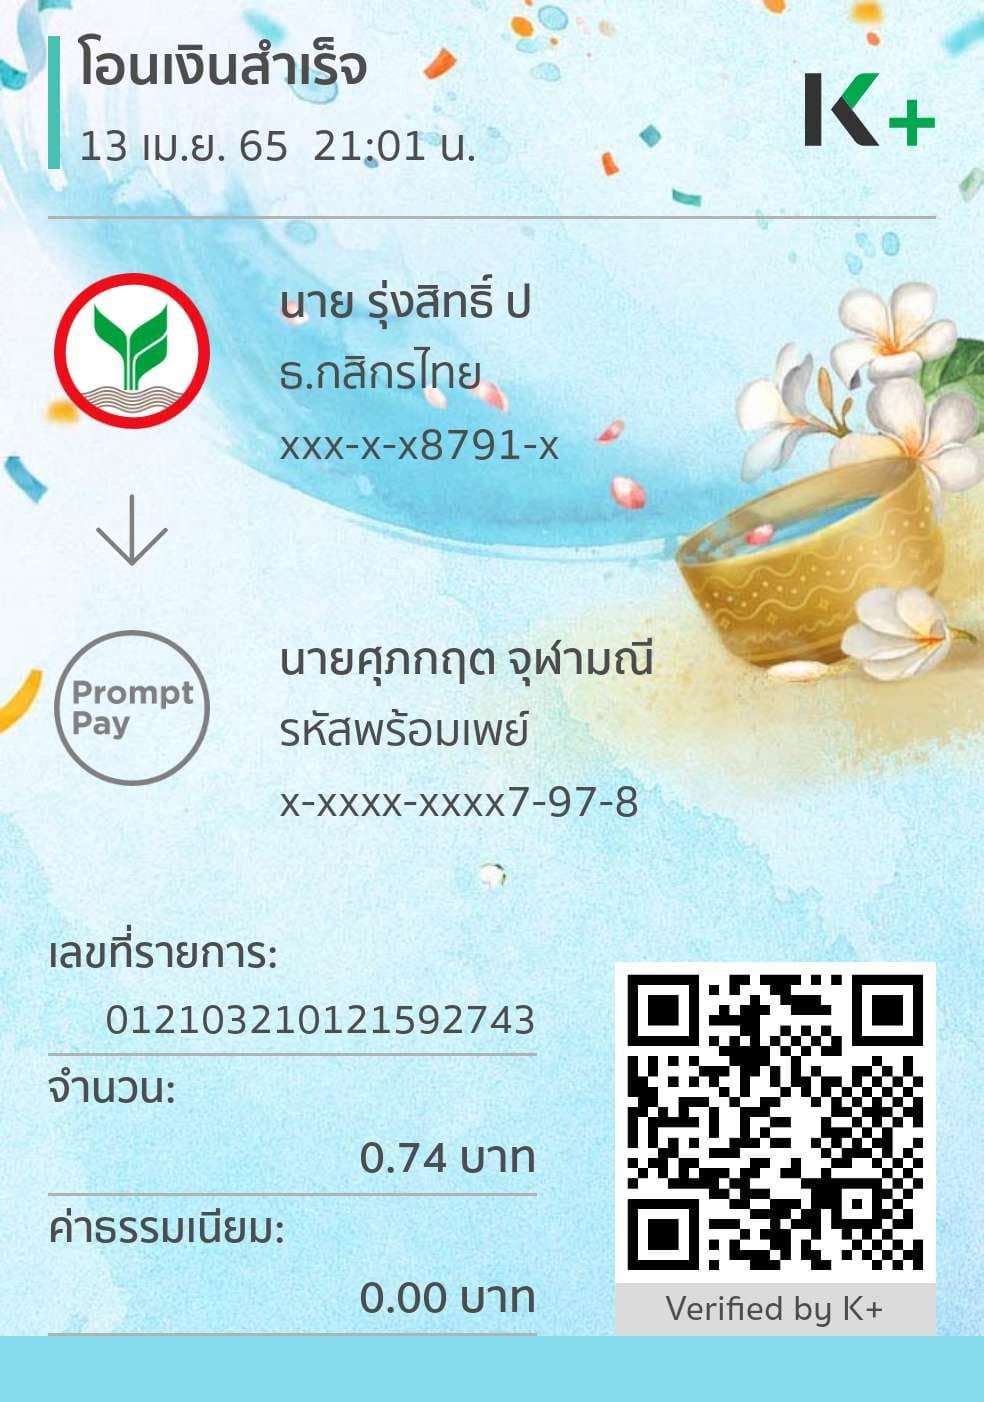 โอนเงินสำเร็จ
13 เม.ย. 65 21:01 น.
K+
นาย รุ่งสิทธิ์ ป
ธ.กสิกรไทย
xxx-x-x8791-x
Prompt
Pay
นายศุภกฤต จุฬามณี
รหัสพร้อมเพย์
x-xxxx-xxxx7-97-8
เลขที่รายการ:
012103210121592743
จำนวน:
0.74 บาท
ค่าธรรมเนียม:
0.00 บาท
Verified by K+